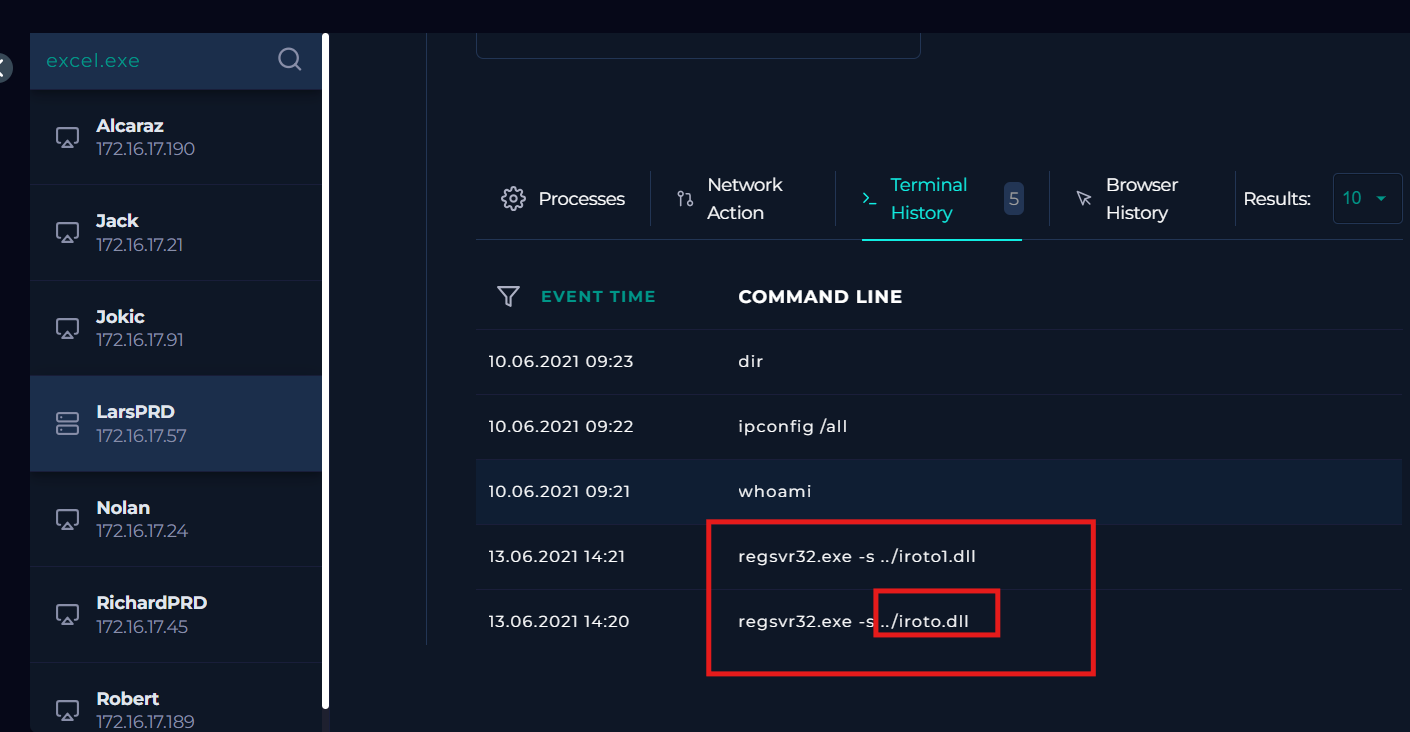 excel.exe
Alcaraz
172.16.17.190
Jack
172.16.17.21
Jokic
172.16.17.91
LarsPRD
172.16.17.57
Nolan
172.16.17.24
RichardPRD
172.16.17.45
Robert
172.16.17.189
Processes
Network
Action
Terminal
History
5
Browser
History
Results:
10
EVENT TIME COMMAND LINE
10.06.2021 09:23 dir
10.06.2021 09:22 ipconfig /all
10.06.2021 09:21 whoami
13.06.2021 14:21 regsvr32.exe -s ../iroto1.dll
13.06.2021 14:20 regsvr32.exe -s ../iroto.dll